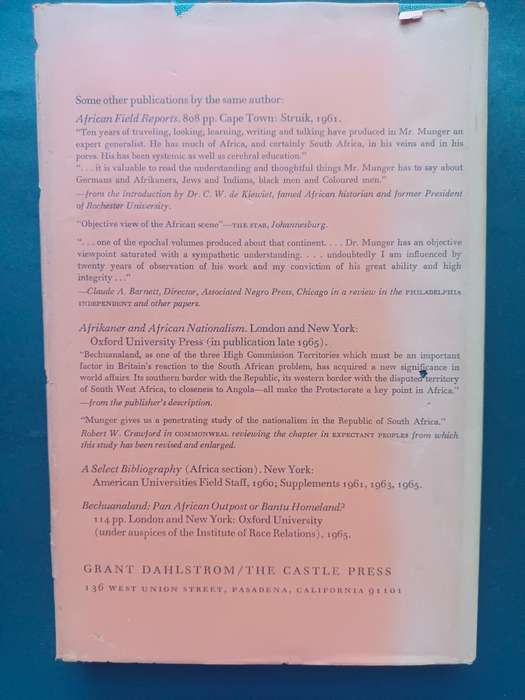 Some other publications by the same author:
African Field Reports. 808 pp. Cape Town: Struik, 1961.
"Ten years of traveling, looking, learning, writing and talking have produced in Mr. Munger an
expert generalist. He has much of Africa, and certainly South Africa, in his veins and in his
pores. His has been systemic as well as cerebral education."
". . . it is valuable to read the understanding and thoughtful things Mr. Munger has to say about
Germans and Afrikaners, Jews and Indians, black men and Coloured men."
—from the introduction by Dr. C. W. de Kiewiet, famed African historian and former President
of Rochester University.
"Objective view of the African scene"—THE STAR, Johannesburg.
". . . one of the epochal volumes produced about that continent. . . . Dr. Munger has an objective
viewpoint saturated with a sympathetic understanding. . . . undoubtedly I am influenced by
twenty years of observation of his work and my conviction of his great ability and high
integrity . . ."
—Claude A. Barnett, Director, Associated Negro Press, Chicago in a review in the PHILADELPHIA
INDEPENDENT and other papers.
Afrikaner and African Nationalism. London and New York:
Oxford University Press (in publication late 1965).
"Bechuanaland, as one of the three High Commission Territories which must be an important
factor in Britain's reaction to the South African problem, has acquired a new significance in
world affairs. Its southern border with the Republic, its western border with the disputed territory
of South West Africa, to closeness to Angola—all make the Protectorate a key point in Africa."
—from the publisher's description.
"Munger gives us a penetrating study of the nationalism in the Republic of South Africa."
Robert W. Crawford in COMMONWEAL reviewing the chapter in EXPECTANT PEOPLES from which
this study has been revised and enlarged.
A Select Bibliography (Africa section). New York:
American Universities Field Staff, 1960; Supplements 1961, 1963, 1965.
Bechuanaland: Pan African Outpost or Bantu Homeland?
114 pp. London and New York: Oxford University
(under auspices of the Institute of Race Relations), 1965.
GRANT DAHLSTROM/THE CASTLE PRESS
136 WEST UNION STREET, PASADENA, CALIFORNIA 91101